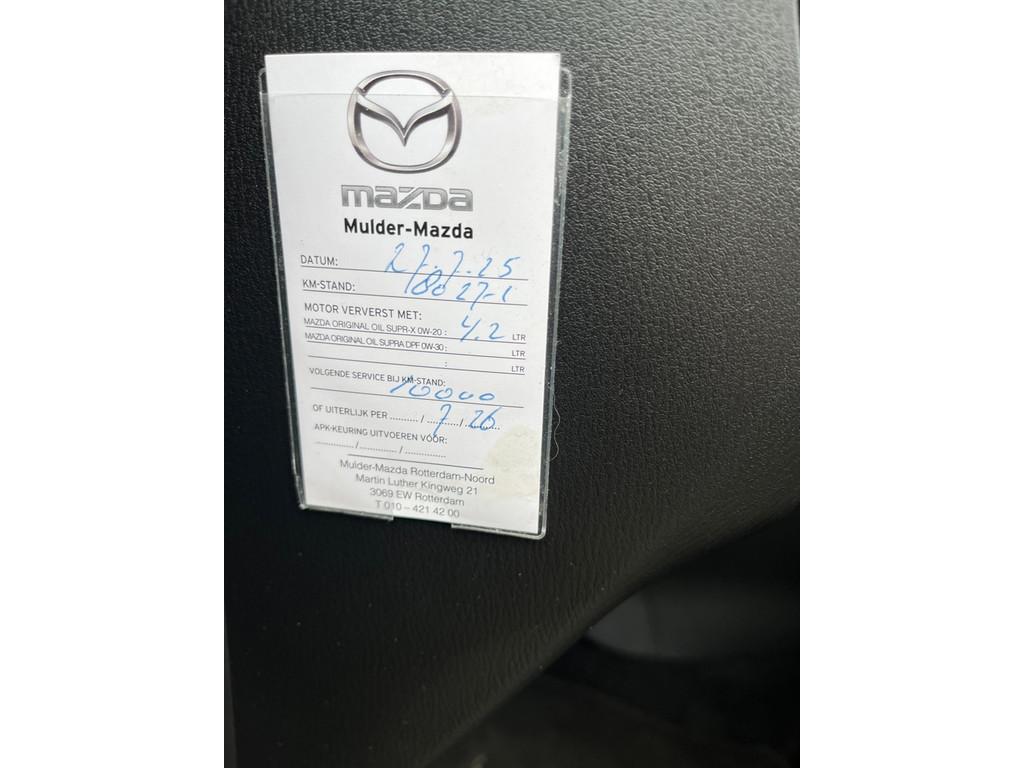 mazda
Mulder-Mazda
DATUM: 27.7.25
KM-STAND:
MOTOR VERVERST MET:
MAZDA ORIGINAL OIL SUPR-X 0W-20 : 4.2 LTR
MAZDA ORIGINAL OIL SUPRA DPF 0W-30 : LTR
: LTR
VOLGENDE SERVICE BIJ KM-STAND:
10000
OF UITERLIJK PER ........../........../.......... 7 26
APK-KEURING UITVOEREN VÓÓR:
............../............../..............
Mulder-Mazda Rotterdam-Noord
Martin Luther Kingweg 21
3069 EW Rotterdam
T 010 – 421 42 00